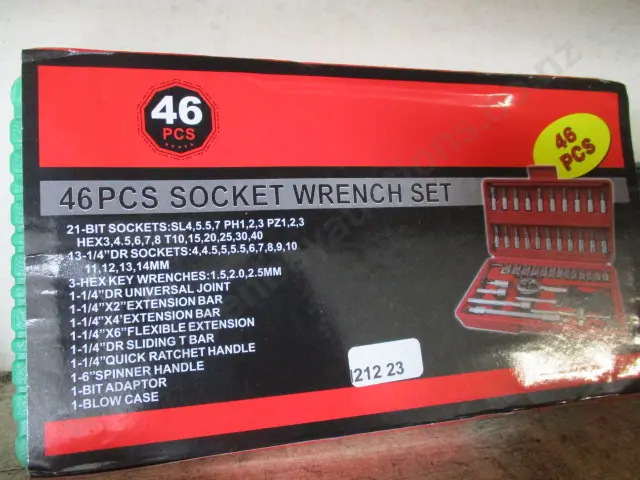 46
PCS
46
PCS
46PCS SOCKET WRENCH SET
21-BIT SOCKETS:SL4,5.5,7 PH1,2,3 PZ1,2,3
HEX3,4,5,6,7,8 T10,15,20,25,30,40
13-1/4"DR SOCKETS:4,4.5,5,5.5,6,7,8,9,10
11,12,13,14MM
3-HEX KEY WRENCHES:1.5,2.0,2.5MM
1-1/4"DR UNIVERSAL JOINT
1-1/4"X2"EXTENSION BAR
1-1/4"X4'EXTENSION BAR
1-1/4"X6"FLEXIBLE EXTENSION
1-1/4"DR SLIDING T BAR
1-1/4"QUICK RATCHET HANDLE
1-6"SPINNER HANDLE
1-BIT ADAPTOR
1-BLOW CASE
212 23